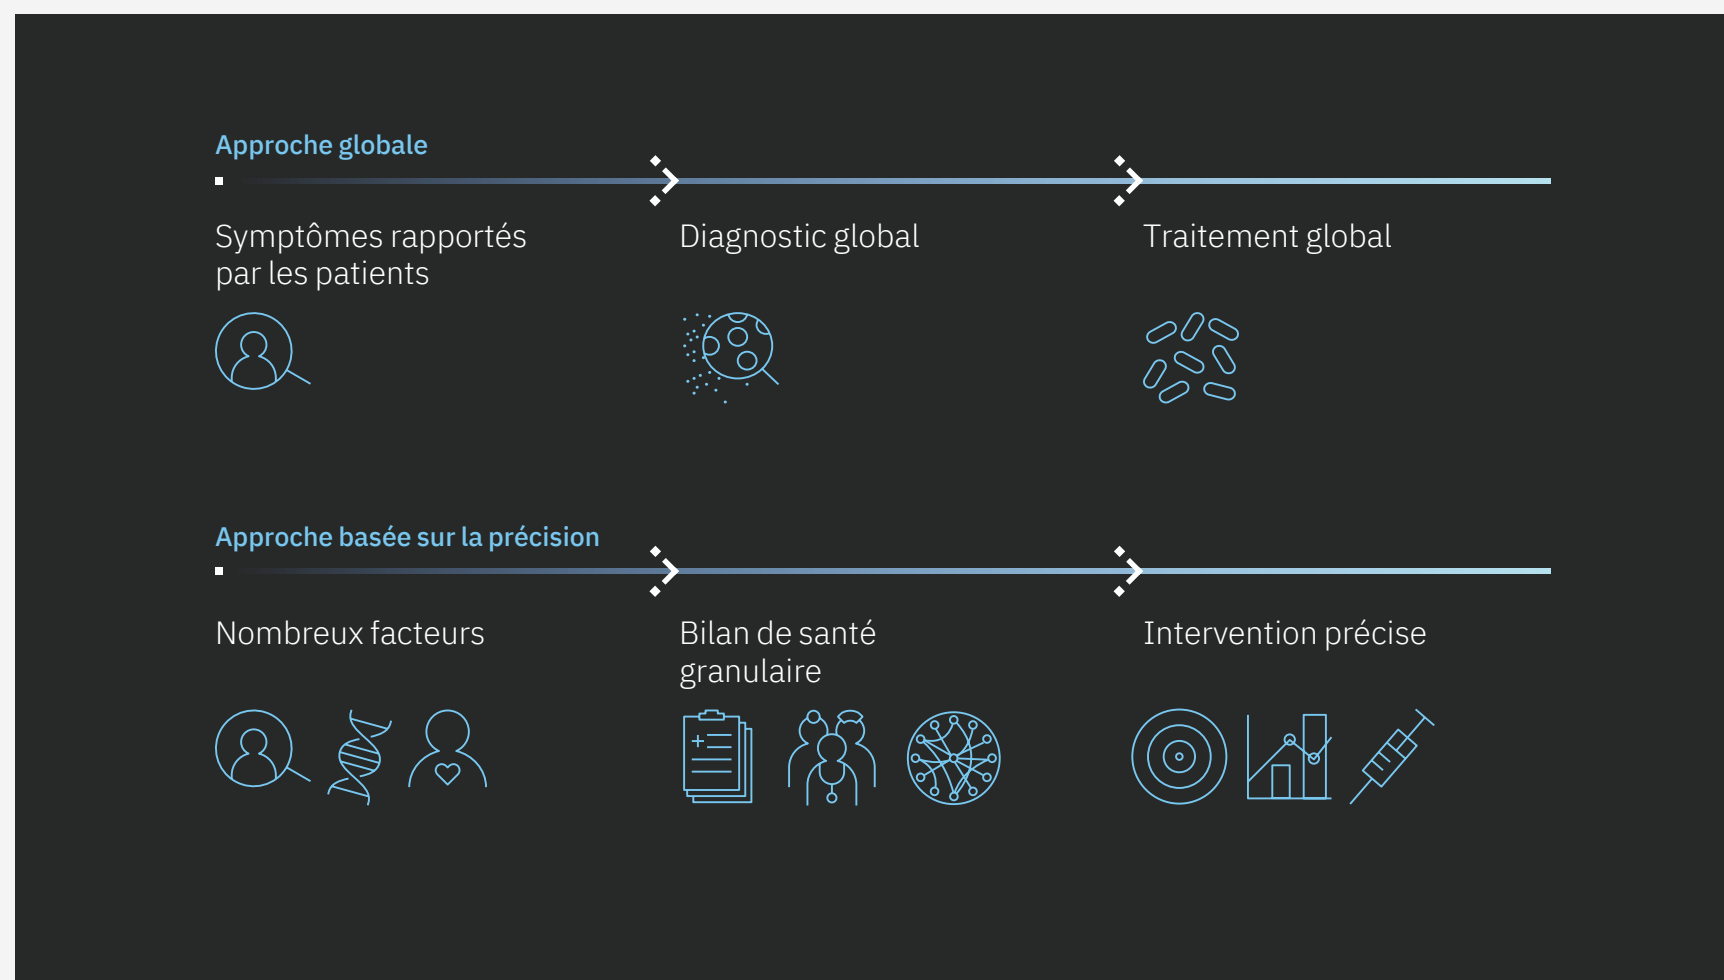 Approche globale
Symptômes rapportés
par les patients
Diagnostic global
Traitement global
Approche basée sur la précision
Nombreux facteurs
Bilan de santé
granulaire
Intervention précise